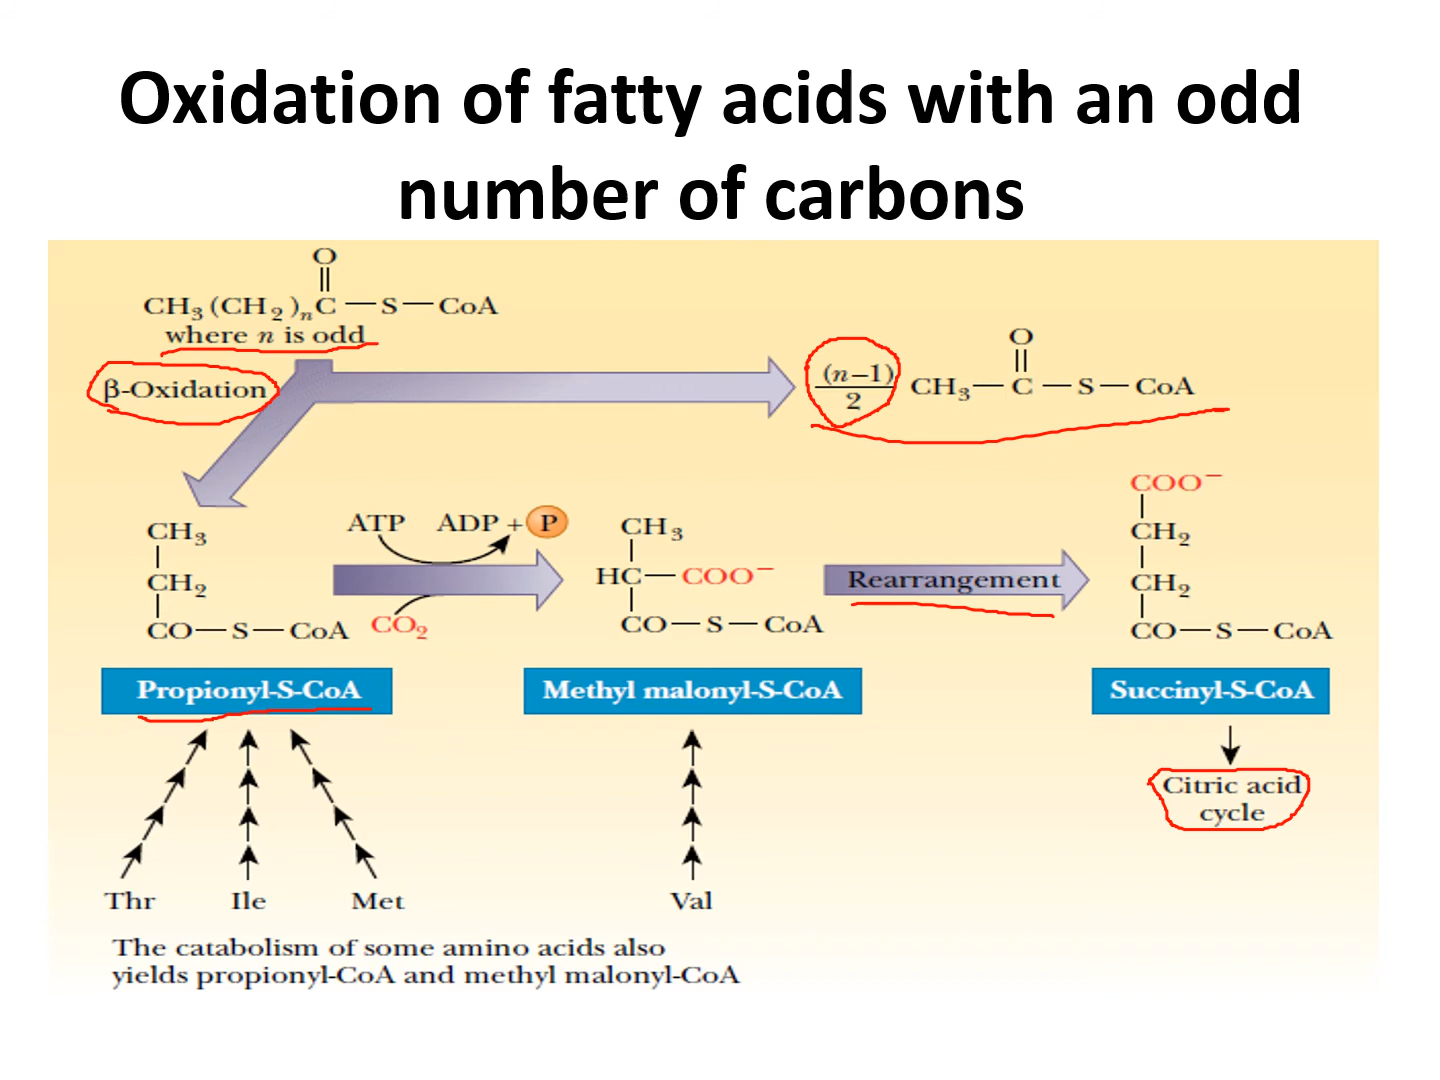 Oxidation of fatty acids with an odd
number of carbons
O
CH₃(CH₂)ₙC—S—CoA
where n is odd
β-Oxidation
O
(n–1)/2 CH₃—C—S—CoA
CH₃
CH₂
CO—S—CoA
ATP ADP + P
CO₂
CH₃
HC—COO⁻
CO—S—CoA
Rearrangement
COO⁻
CH₂
CH₂
CO—S—CoA
Propionyl-S-CoA
Methyl malonyl-S-CoA
Succinyl-S-CoA
Citric acid
cycle
Thr Ile Met
Val
The catabolism of some amino acids also
yields propionyl-CoA and methyl malonyl-CoA